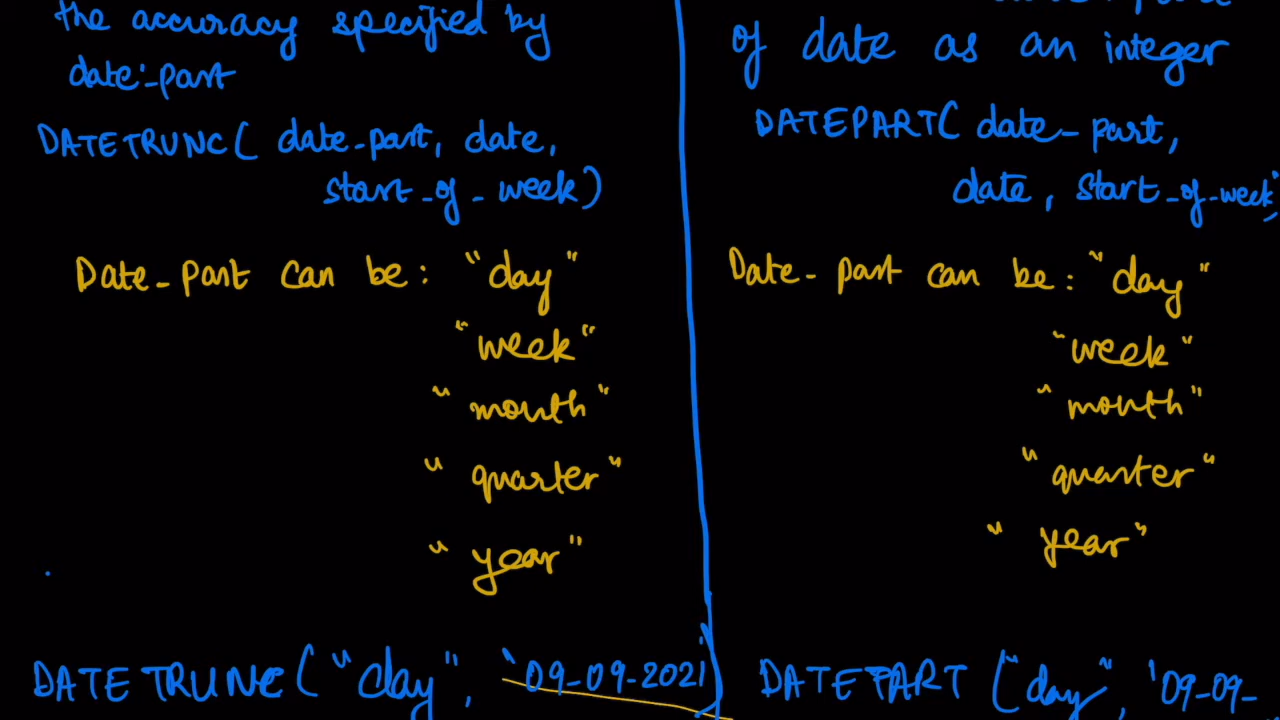 the accuracy specified by
date-part
DATETRUNC( date-part, date,
start-of-week)
Date-part can be: "day"
"week"
"month"
"quarter"
"year"
DATETRUNC("day", '09-09-2021')
of date as an integer
DATEPART( date-part,
date, start-of-week)
Date-part can be: "day"
"week"
"month"
"quarter"
"year"
DATEPART ("day", '09-09-